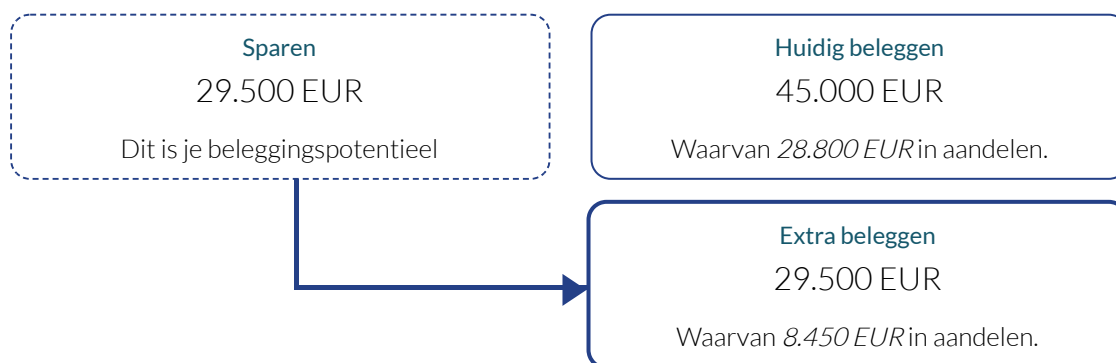 Sparen
29.500 EUR
Dit is je beleggingspotentieel
Huidig beleggen
45.000 EUR
Waarvan 28.800 EUR in aandelen.
Extra beleggen
29.500 EUR
Waarvan 8.450 EUR in aandelen.